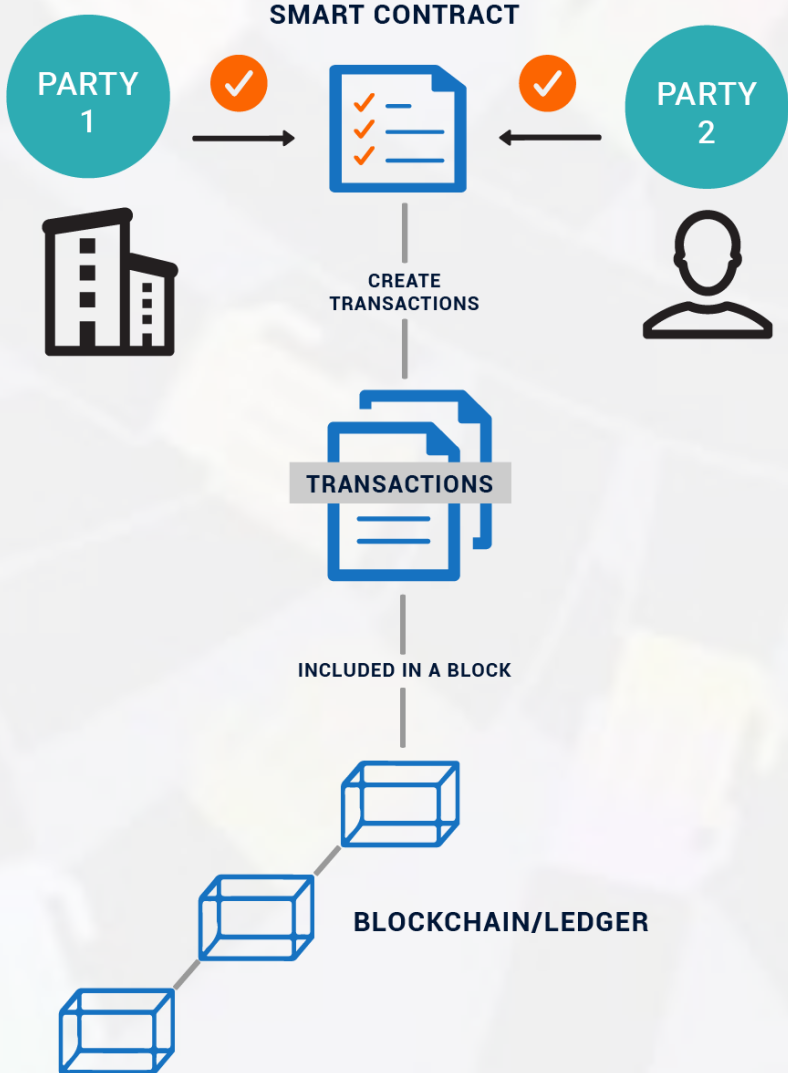 SMART CONTRACT
PARTY
1
PARTY
2
CREATE
TRANSACTIONS
TRANSACTIONS
INCLUDED IN A BLOCK
BLOCKCHAIN/LEDGER